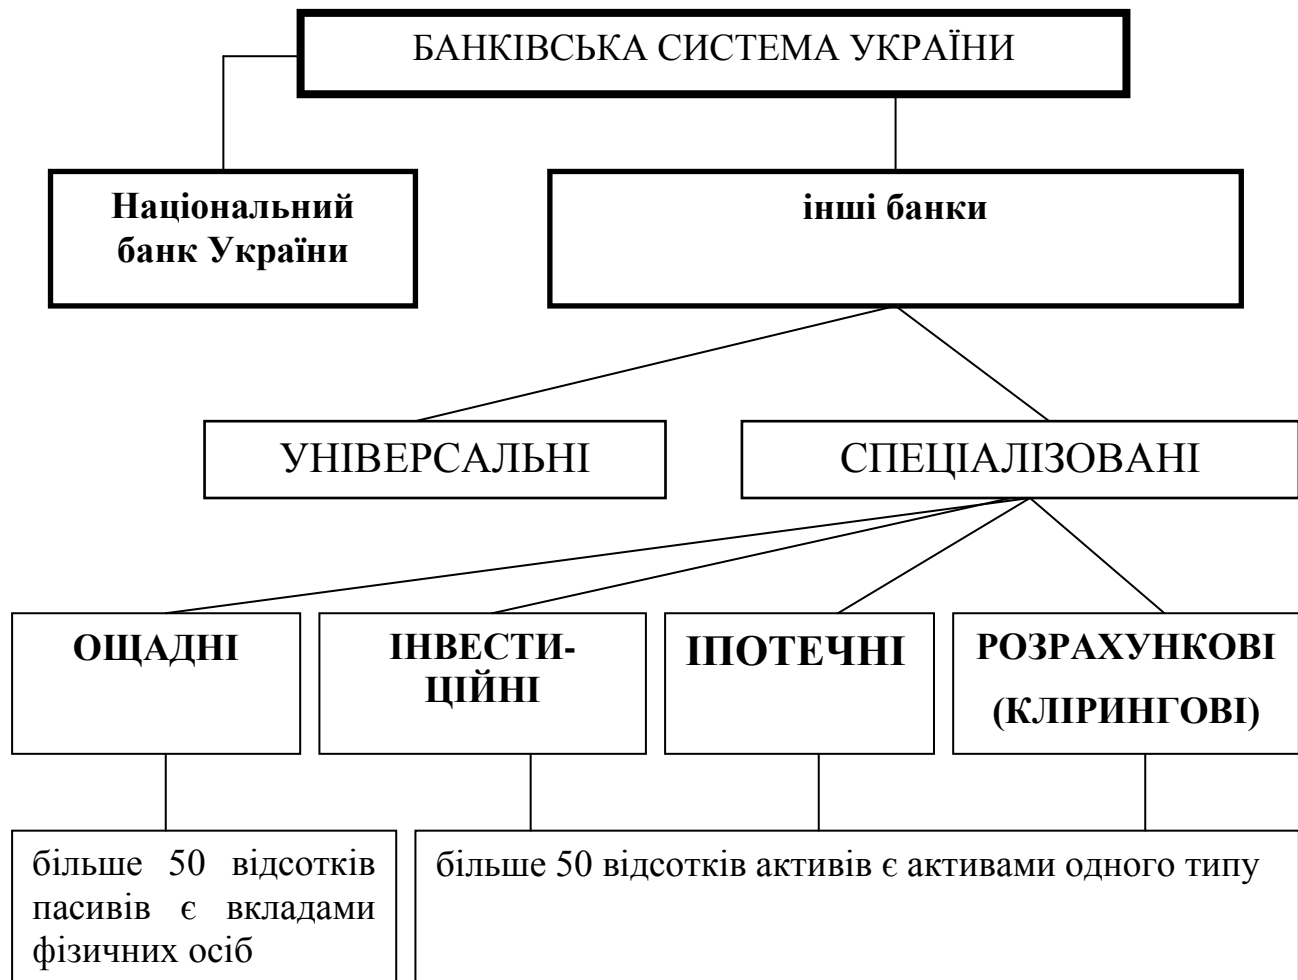 БАНКІВСЬКА СИСТЕМА УКРАЇНИ
Національний
банк України
інші банки
УНІВЕРСАЛЬНІ
СПЕЦІАЛІЗОВАНІ
ОЩАДНІ
ІНВЕСТИ-
ЦІЙНІ
ІПОТЕЧНІ
РОЗРАХУНКОВІ
(КЛІРИНГОВІ)
більше 50 відсотків
пасивів є вкладами
фізичних осіб
більше 50 відсотків активів є активами одного типу